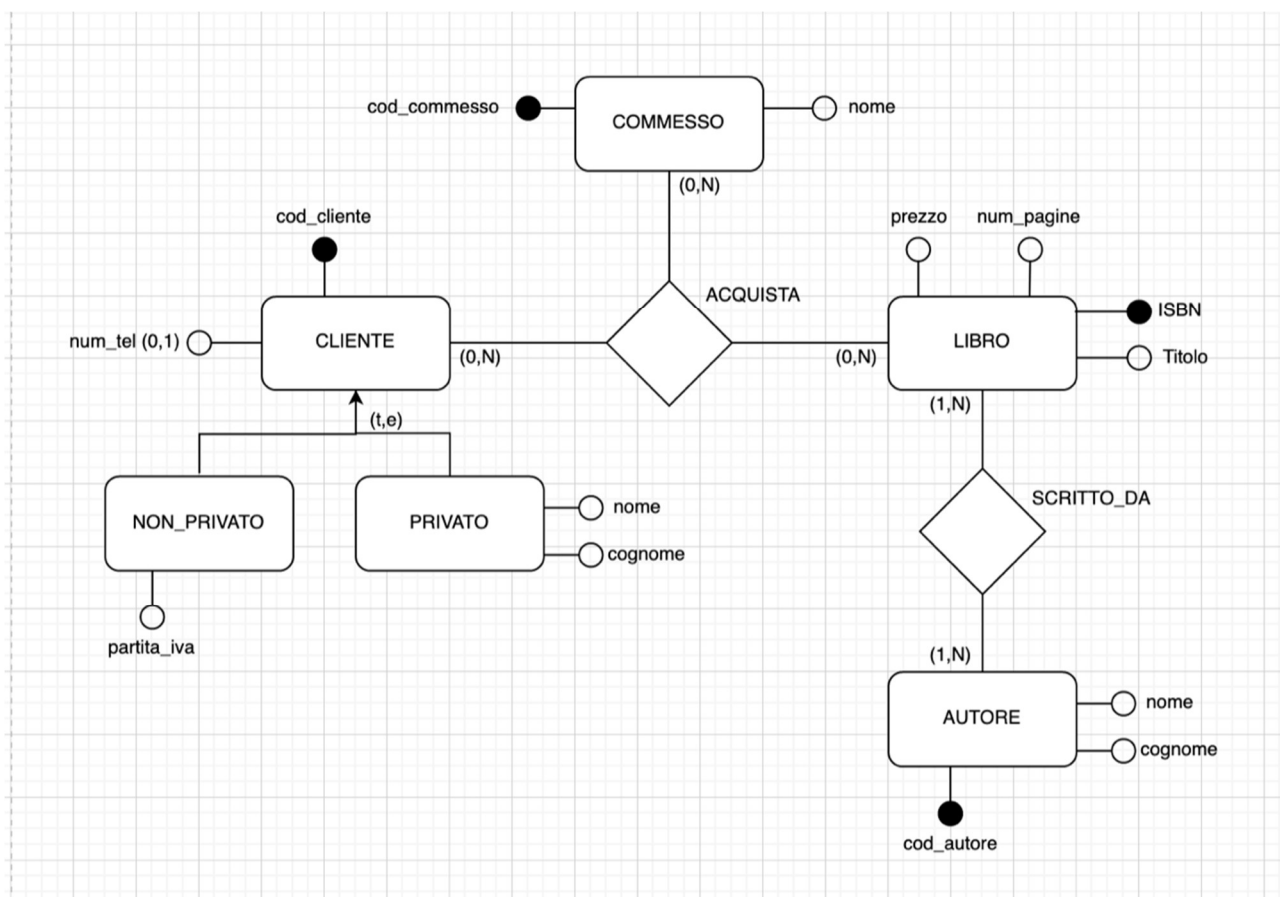 cod_commesso
COMMESSO
nome
(0,N)
cod_cliente
prezzo
num_pagine
ACQUISTA
ISBN
num_tel (0,1)
CLIENTE
(0,N)
(0,N)
LIBRO
Titolo
(t,e)
(1,N)
NON_PRIVATO
PRIVATO
nome
cognome
SCRITTO_DA
partita_iva
(1,N)
AUTORE
nome
cognome
cod_autore